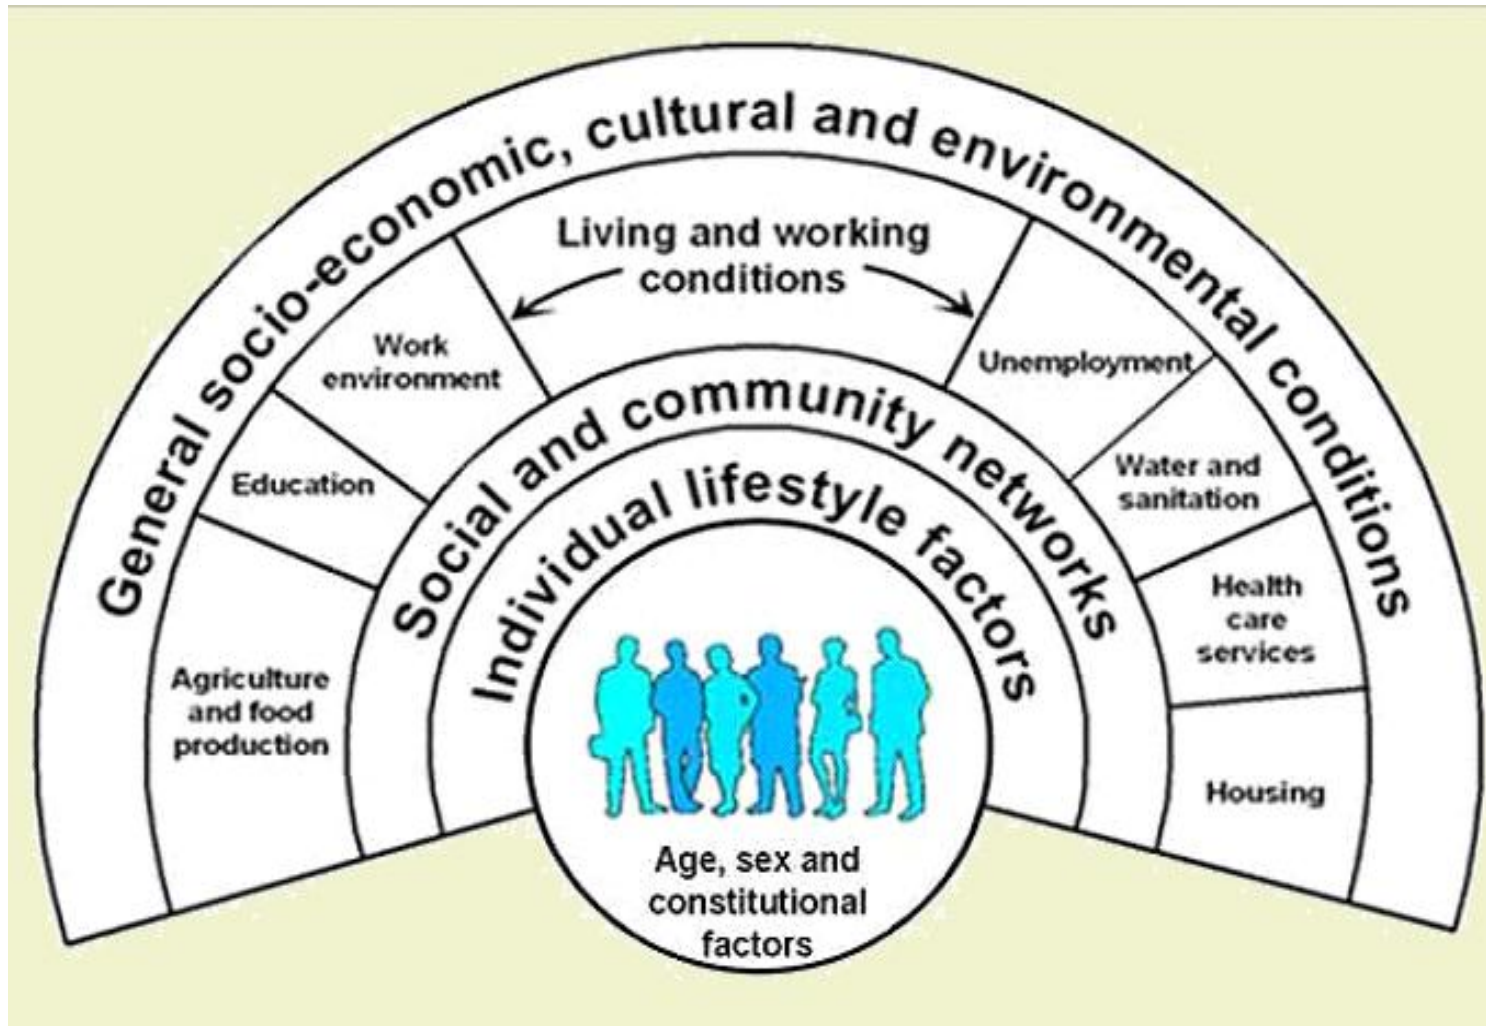 General socio-economic, cultural and environmental conditions
Living and working
conditions
Work
environment
Unemployment
Education
Water and
sanitation
Agriculture
and food
production
Health
care
services
Housing
Social and community networks
Individual lifestyle factors
Age, sex and
constitutional
factors